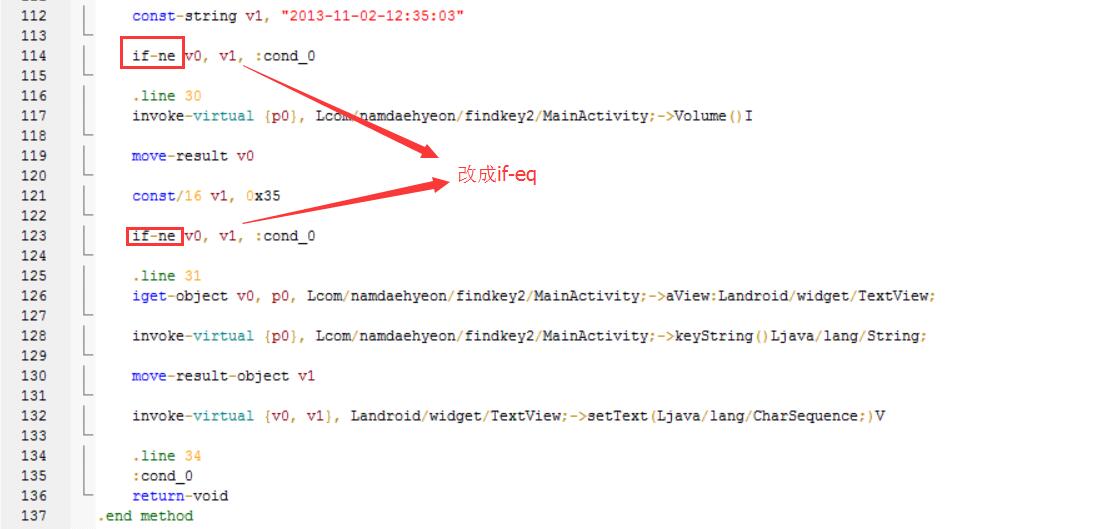 112 const-string v1, "2013-11-02-12:35:03"
113
114 if-ne v0, v1, :cond_0
115
116 .line 30
117 invoke-virtual {p0}, Lcom/namdaehyeon/findkey2/MainActivity;->Volume()I
118
119 move-result v0
120
改成if-eq
121 const/16 v1, 0x35
122
123 if-ne v0, v1, :cond_0
124
125 .line 31
126 iget-object v0, p0, Lcom/namdaehyeon/findkey2/MainActivity;->aView:Landroid/widget/TextView;
127
128 invoke-virtual {p0}, Lcom/namdaehyeon/findkey2/MainActivity;->keyString()Ljava/lang/String;
129
130 move-result-object v1
131
132 invoke-virtual {v0, v1}, Landroid/widget/TextView;->setText(Ljava/lang/CharSequence;)V
133
134 .line 34
135 :cond_0
136 return-void
137 .end method